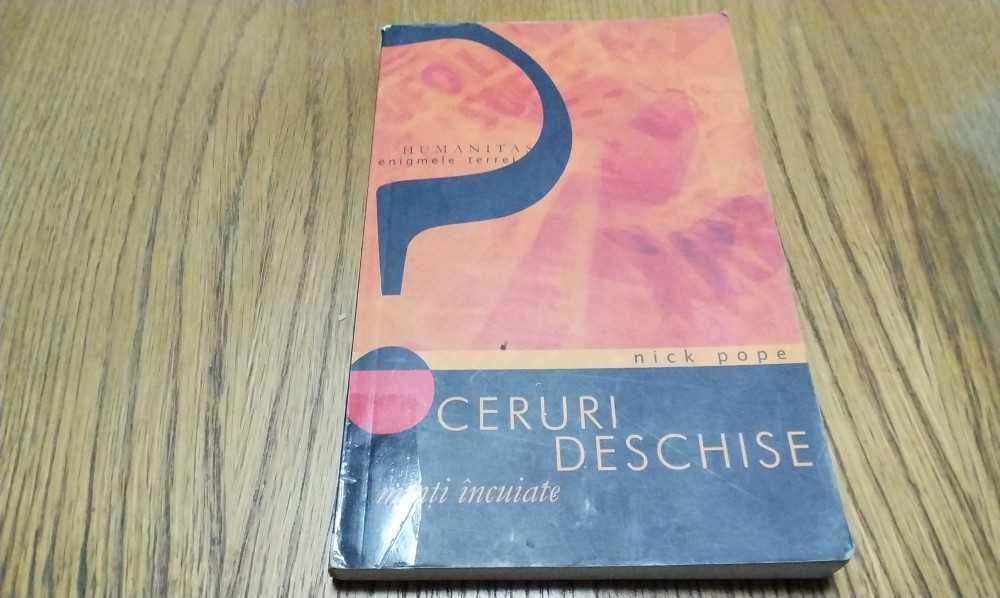 HUMANITAS
enigmele terrei
nick pope
CERURI
DESCHISE
minți încuiate